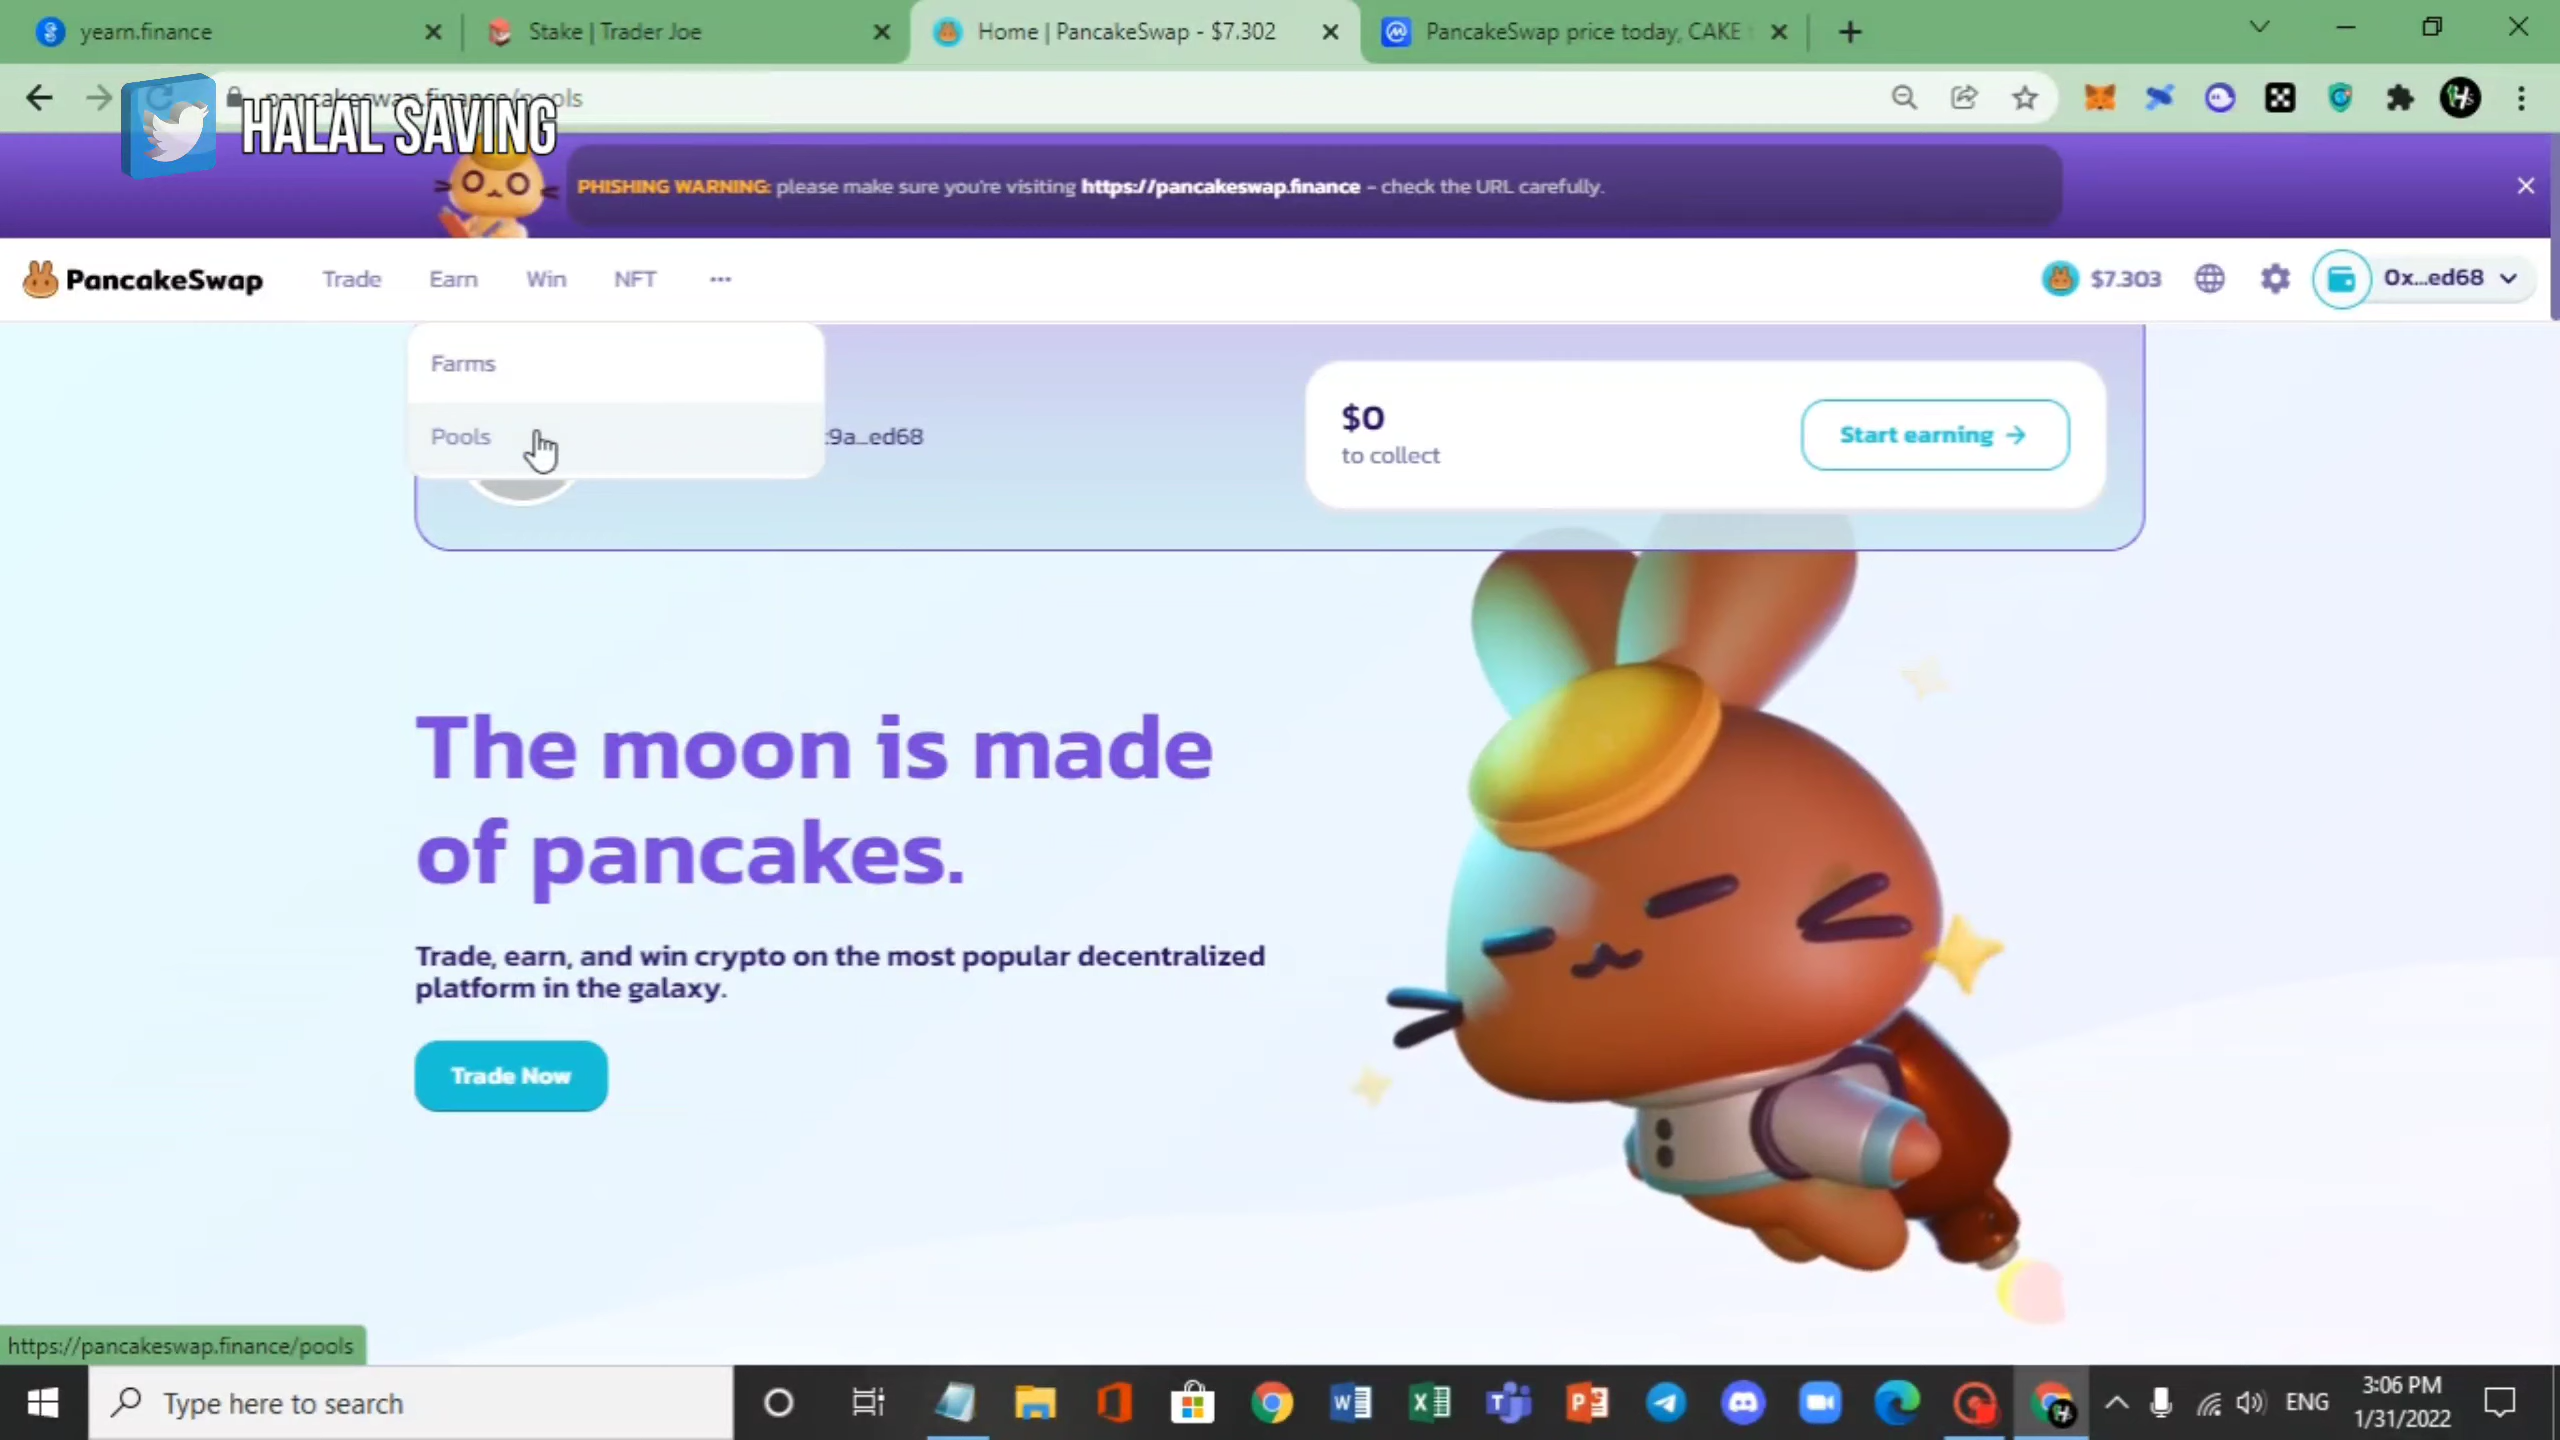 yearn.finance
Stake | Trader Joe
Home | PancakeSwap - $7.302
PancakeSwap price today, CAKE
pancakeswap.finance/pools
HALAL SAVING
PHISHING WARNING: please make sure you're visiting https://pancakeswap.finance - check the URL carefully.
PancakeSwap
Trade
Earn
Win
NFT
$7.303
0x...ed68
Farms
Pools
:9a...ed68
$0
to collect
Start earning
The moon is made
of pancakes.
Trade, earn, and win crypto on the most popular decentralized
platform in the galaxy.
Trade Now
https://pancakeswap.finance/pools
Type here to search
ENG
3:06 PM
1/31/2022